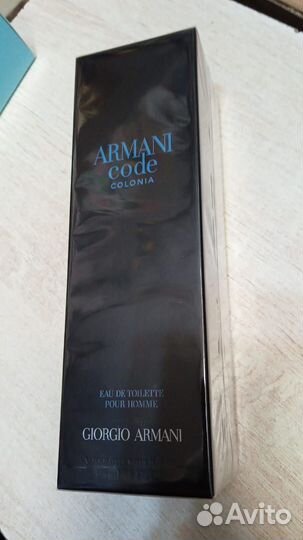 ARMANI
code
COLONIA
EAU DE TOILETTE
POUR HOMME
GIORGIO ARMANI
Avito